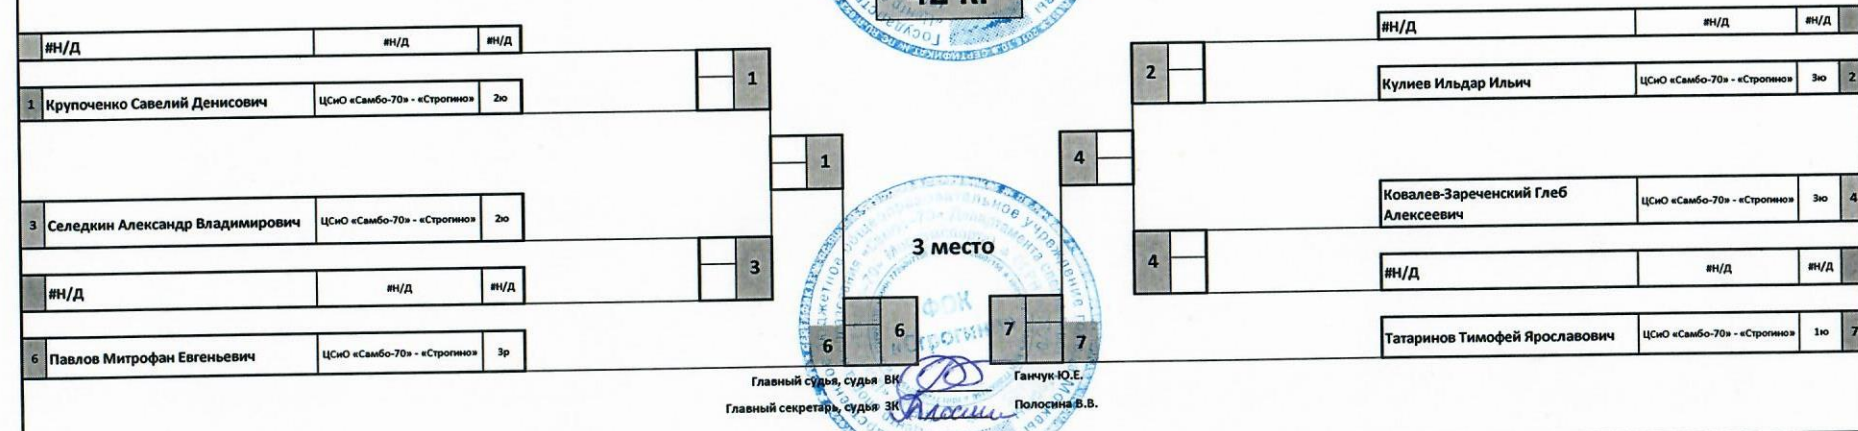 #Н/Д #Н/Д #Н/Д
1 Крупоченко Савелий Денисович ЦСиО «Самбо-70» - «Строгино» 2ю
1
1
3 Селедкин Александр Владимирович ЦСиО «Самбо-70» - «Строгино» 2ю
3
#Н/Д #Н/Д #Н/Д
6 Павлов Митрофан Евгеньевич ЦСиО «Самбо-70» - «Строгино» 3р
3 место
6 6 7 7
Главный судья, судья ВК Ганчук Ю.Е.
Главный секретарь, судья ЗК Полосина В.В.
#Н/Д #Н/Д #Н/Д
2
Кулиев Ильдар Ильич ЦСиО «Самбо-70» - «Строгино» 3ю 2
4
Ковалев-Зареченский Глеб
Алексеевич ЦСиО «Самбо-70» - «Строгино» 3ю 4
4
#Н/Д #Н/Д #Н/Д
Татаринов Тимофей Ярославович ЦСиО «Самбо-70» - «Строгино» 1ю 7